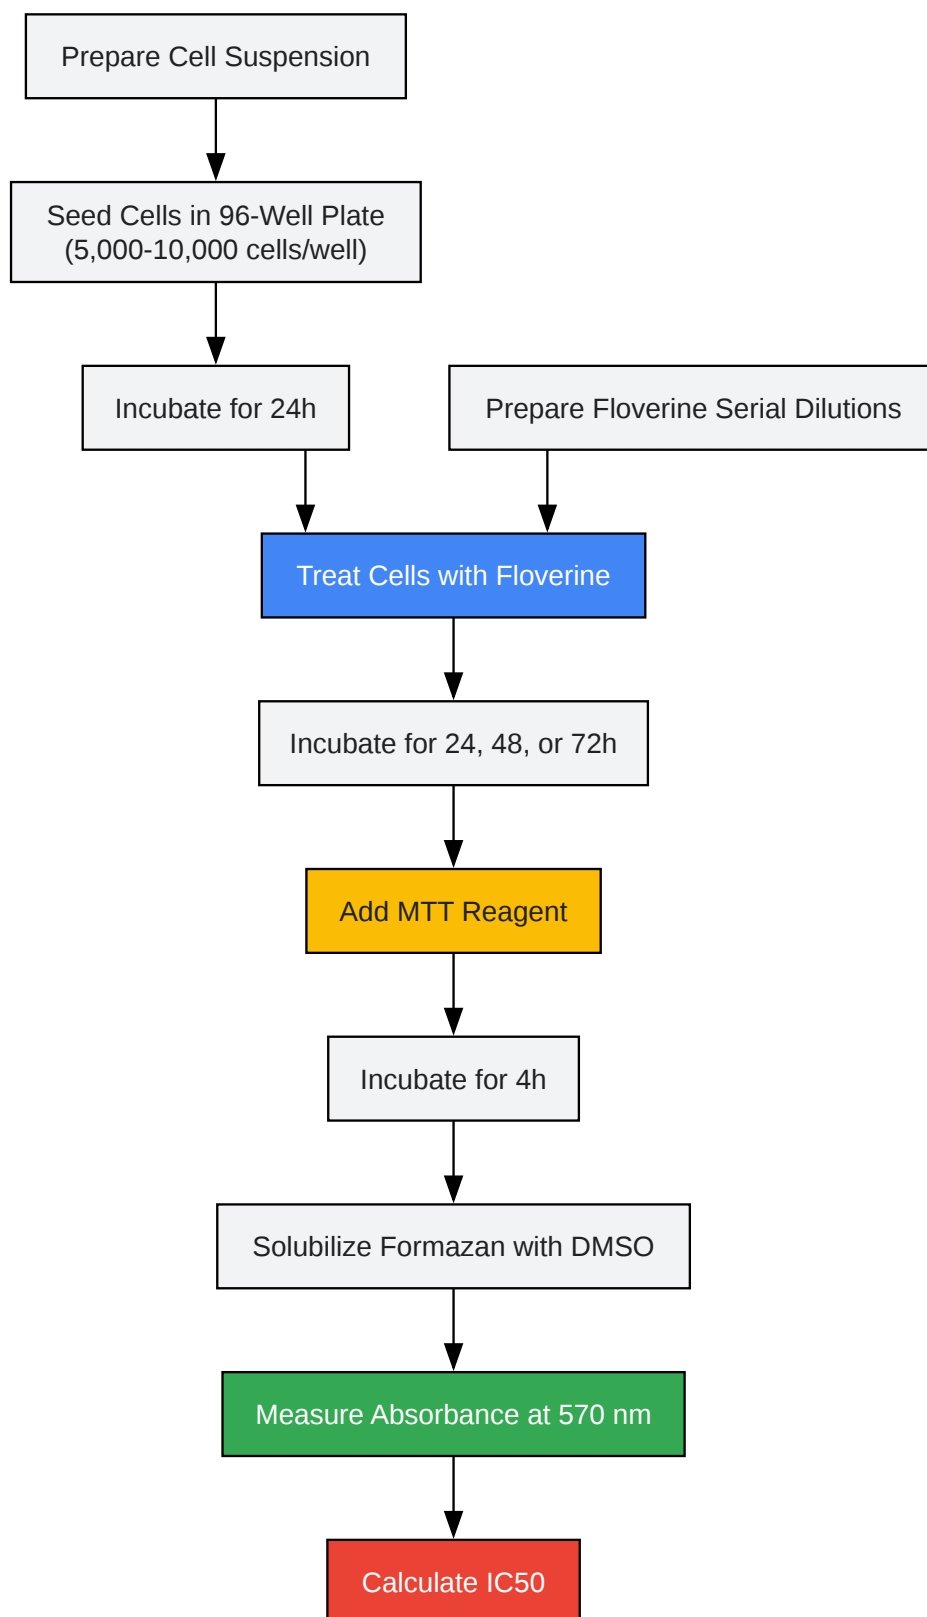 Prepare Cell Suspension
Seed Cells in 96-Well Plate
(5,000-10,000 cells/well)
Incubate for 24h
Prepare Floverine Serial Dilutions
Treat Cells with Floverine
Incubate for 24, 48, or 72h
Add MTT Reagent
Incubate for 4h
Solubilize Formazan with DMSO
Measure Absorbance at 570 nm
Calculate IC50